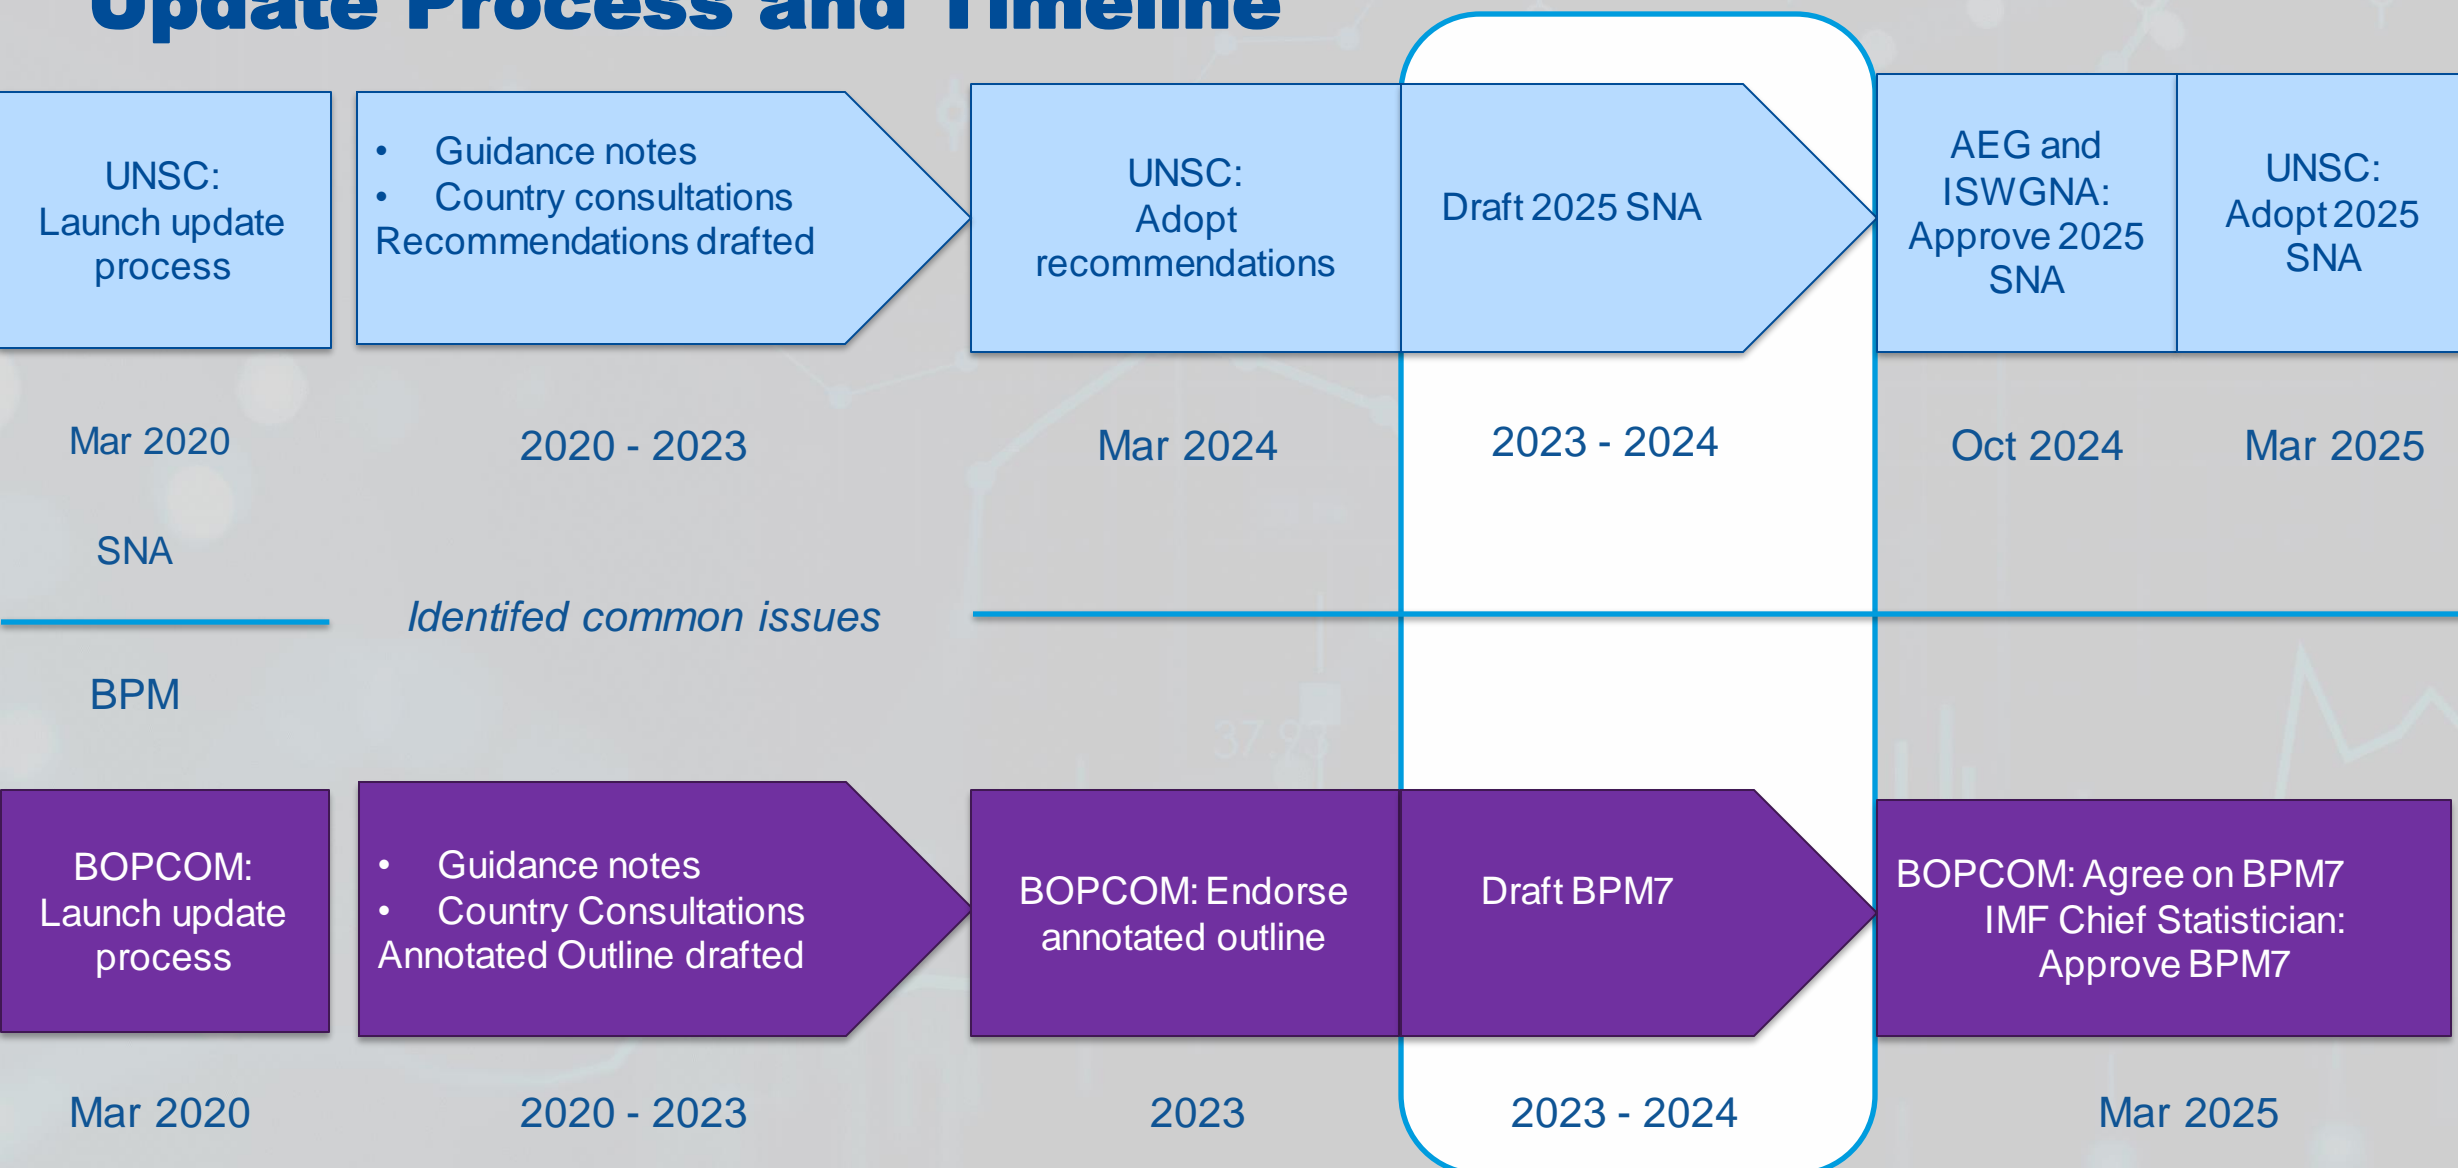 Update Process and Timeline
UNSC:
Launch update
process
• Guidance notes
• Country consultations
Recommendations drafted
UNSC:
Adopt
recommendations
Draft 2025 SNA
AEG and
ISWGNA:
Approve 2025
SNA
UNSC:
Adopt 2025
SNA
Mar 2020
2020 - 2023
Mar 2024
2023 - 2024
Oct 2024
Mar 2025
SNA
Identifed common issues
BPM
37.93
BOPCOM:
Launch update
process
• Guidance notes
• Country Consultations
Annotated Outline drafted
BOPCOM: Endorse
annotated outline
Draft BPM7
BOPCOM: Agree on BPM7
IMF Chief Statistician:
Approve BPM7
Mar 2020
2020 - 2023
2023
2023 - 2024
Mar 2025